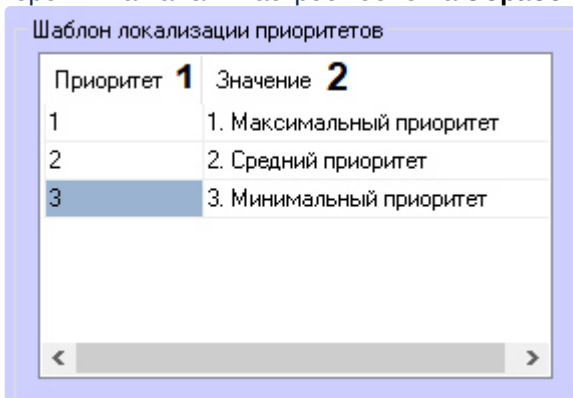 Шаблон локализации приоритетов
Приоритет 1 Значение 2
1 1. Максимальный приоритет
2 2. Средний приоритет
3 3. Минимальный приоритет